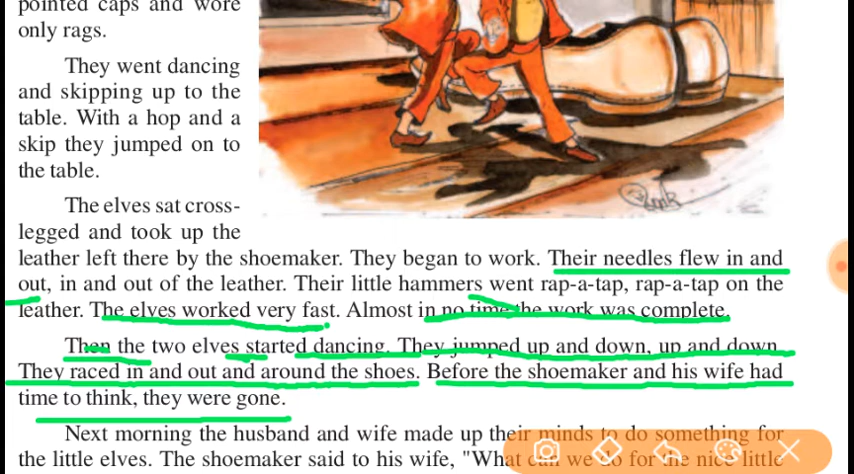 pointed caps and wore
only rags.
They went dancing
and skipping up to the
table. With a hop and a
skip they jumped on to
the table.
The elves sat cross-
legged and took up the
leather left there by the shoemaker. They began to work. Their needles flew in and
out, in and out of the leather. Their little hammers went rap-a-tap, rap-a-tap on the
leather. The elves worked very fast. Almost in no time the work was complete.
Then the two elves started dancing. They jumped up and down, up and down.
They raced in and out and around the shoes. Before the shoemaker and his wife had
time to think, they were gone.
Next morning the husband and wife made up their minds to do something for
the little elves. The shoemaker said to his wife, "What can we do for the nice little